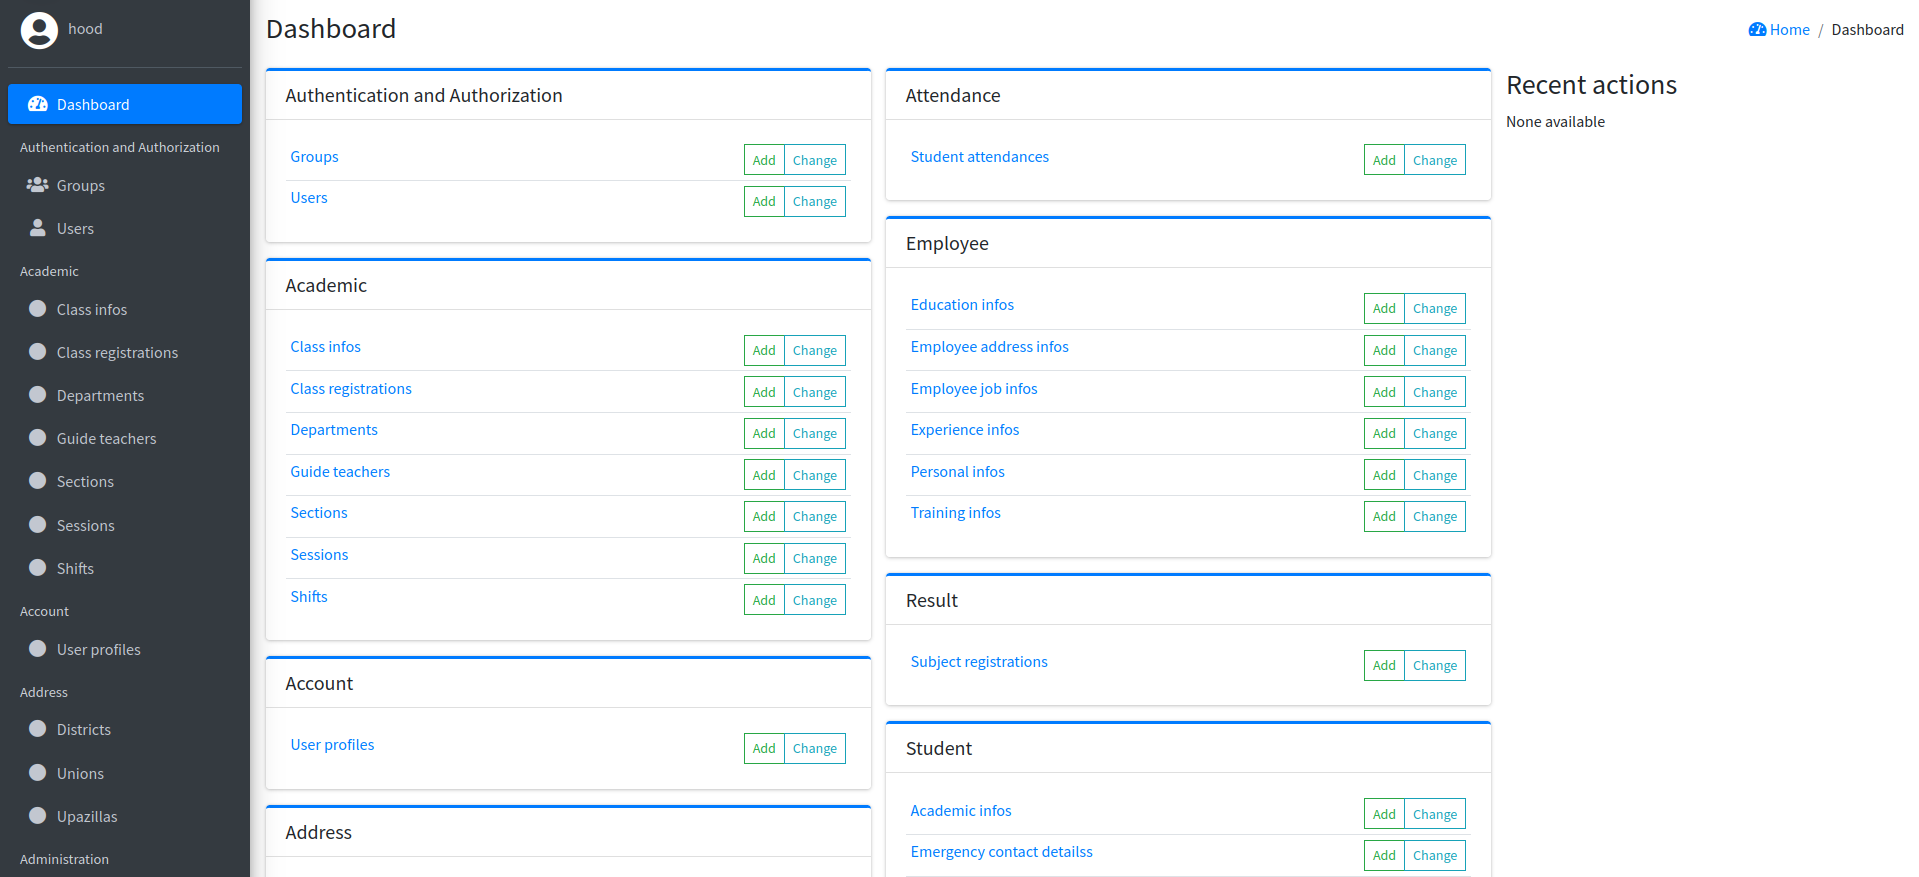 hood
Dashboard
Authentication and Authorization
Groups
Users
Academic
Class infos
Class registrations
Departments
Guide teachers
Sections
Sessions
Shifts
Account
User profiles
Address
Districts
Unions
Upazillas
Administration
Dashboard
Home / Dashboard
Authentication and Authorization
Groups Add Change
Users Add Change
Academic
Class infos Add Change
Class registrations Add Change
Departments Add Change
Guide teachers Add Change
Sections Add Change
Sessions Add Change
Shifts Add Change
Account
User profiles Add Change
Address
Attendance
Student attendances Add Change
Employee
Education infos Add Change
Employee address infos Add Change
Employee job infos Add Change
Experience infos Add Change
Personal infos Add Change
Training infos Add Change
Result
Subject registrations Add Change
Student
Academic infos Add Change
Emergency contact detailss Add Change
Recent actions
None available